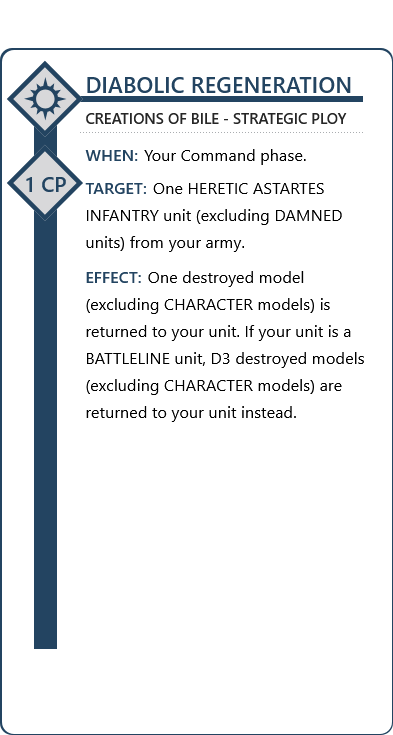 DIABOLIC REGENERATION
CREATIONS OF BILE - STRATEGIC PLOY
WHEN: Your Command phase.
1 CP
TARGET: One HERETIC ASTARTES
INFANTRY unit (excluding DAMNED
units) from your army.
EFFECT: One destroyed model
(excluding CHARACTER models) is
returned to your unit. If your unit is a
BATTLELINE unit, D3 destroyed models
(excluding CHARACTER models) are
returned to your unit instead.